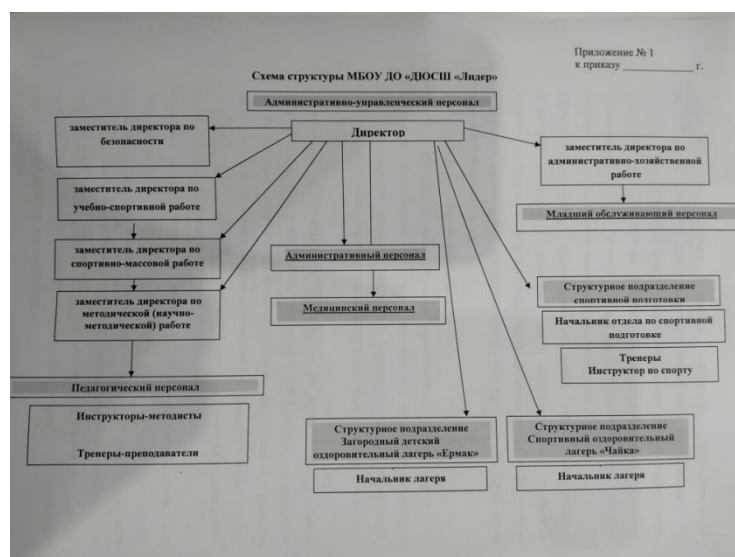 Приложение № 1
к приказу ____________ г.
Схема структуры МБОУ ДО «ДЮСШ «Лидер»
Административно-управленческий персонал
Директор
заместитель директора по
безопасности
заместитель директора по
административно-хозяйственной
работе
заместитель директора по
учебно-спортивной работе
Младший обслуживающий персонал
заместитель директора по
спортивно-массовой работе
Административный персонал
заместитель директора по
методической (научно-
методической) работе
Медицинский персонал
Структурное подразделение
спортивной подготовки
Начальник отдела по спортивной
подготовке
Тренеры
Инструктор по спорту
Педагогический персонал
Инструкторы-методисты
Тренеры-преподаватели
Структурное подразделение
Загородный детский
оздоровительный лагерь «Ермак»
Начальник лагеря
Структурное подразделение
Спортивный оздоровительный
лагерь «Чайка»
Начальник лагеря